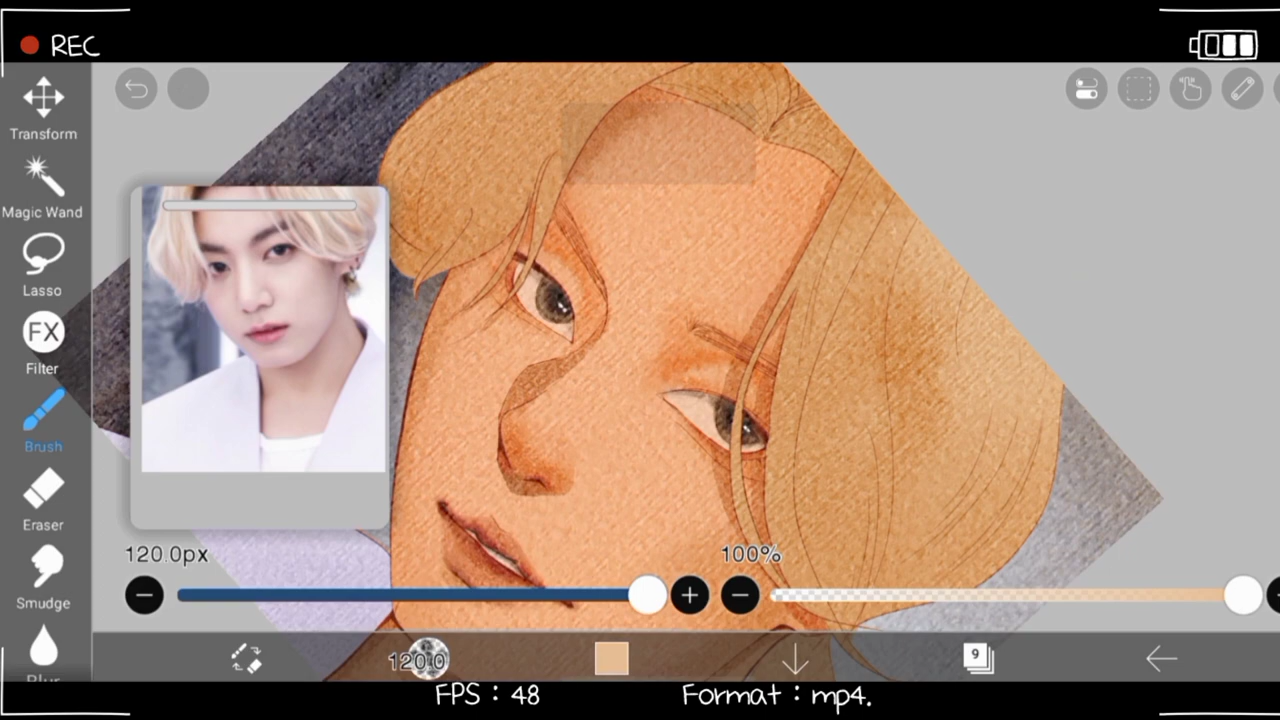 REC
Transform
Magic Wand
Lasso
FX
Filter
Brush
Eraser
Smudge
120.0px
100%
120.0
9
FPS : 48
Format : mp4.